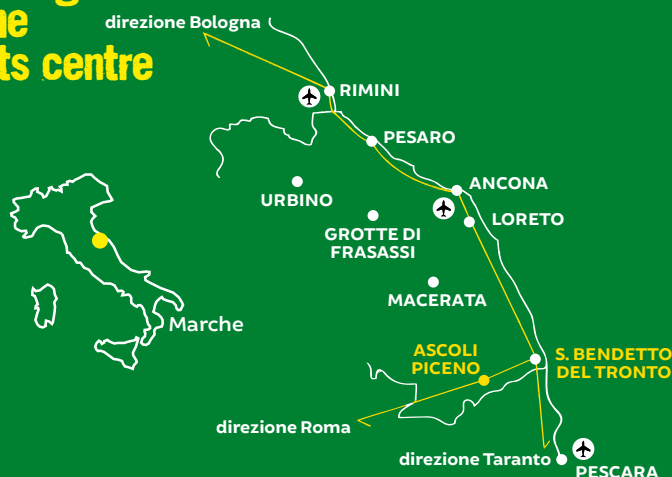 ts centre
direzione Bologna
RIMINI
PESARO
ANCONA
URBINO
LORETO
GROTTE DI
FRASASSI
MACERATA
Marche
ASCOLI
PICENO
S. BENDETTO
DEL TRONTO
direzione Roma
direzione Taranto
PESCARA